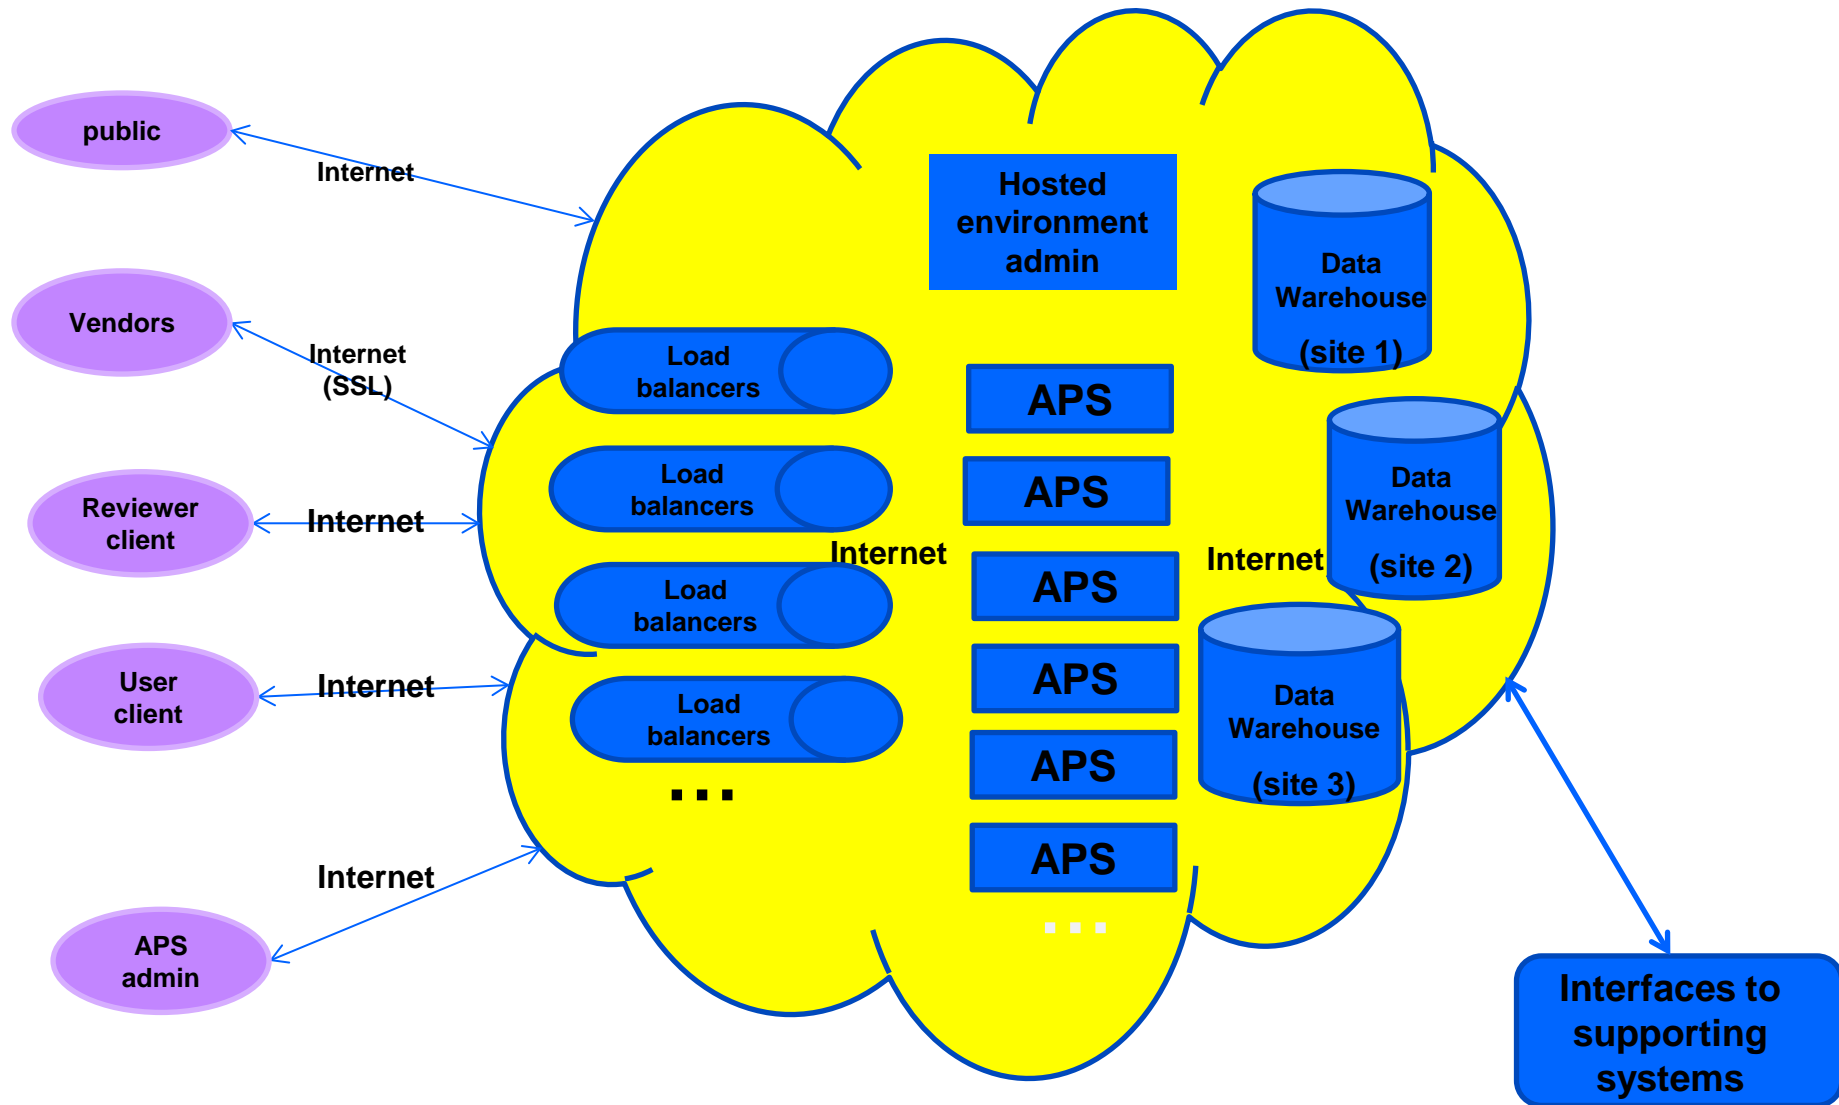 public
Internet
Vendors
Internet
(SSL)
Reviewer
client
Internet
User
client
Internet
APS
admin
Internet
Hosted
environment
admin
Load
balancers
Load
balancers
Internet
Load
balancers
Load
balancers
...
APS
APS
APS
APS
APS
APS
...
Internet
Data
Warehouse
(site 1)
Data
Warehouse
(site 2)
Data
Warehouse
(site 3)
Interfaces to
supporting
systems